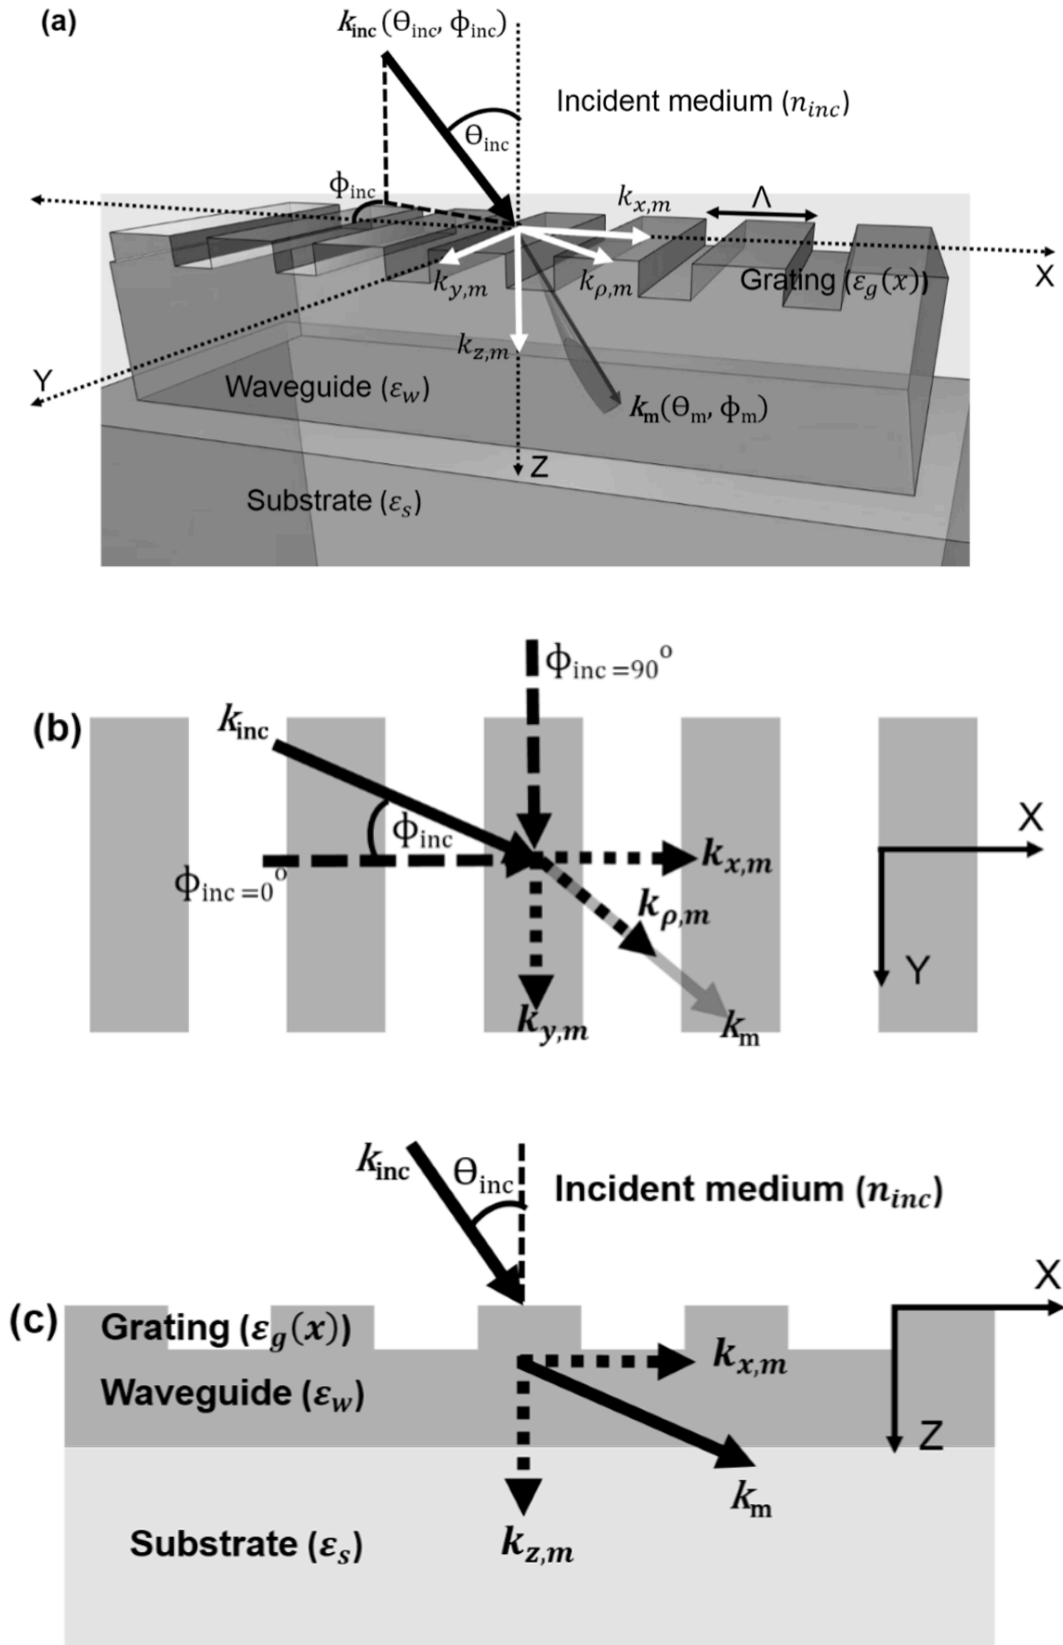 (a)
kinc(θinc, ϕinc)
Incident medium (ninc)
θinc
ϕinc
kx,m
Λ
X
ky,m
kρ,m
Grating (εg(x))
kz,m
Y
Waveguide (εw)
km(θm, ϕm)
Z
Substrate (εs)
ϕinc =90°
(b)
kinc
ϕinc
X
ϕinc =0°
kx,m
kρ,m
Y
ky,m
km
kinc
θinc
Incident medium (ninc)
X
(c)
Grating (εg(x))
kx,m
Waveguide (εw)
Z
km
kz,m
Substrate (εs)